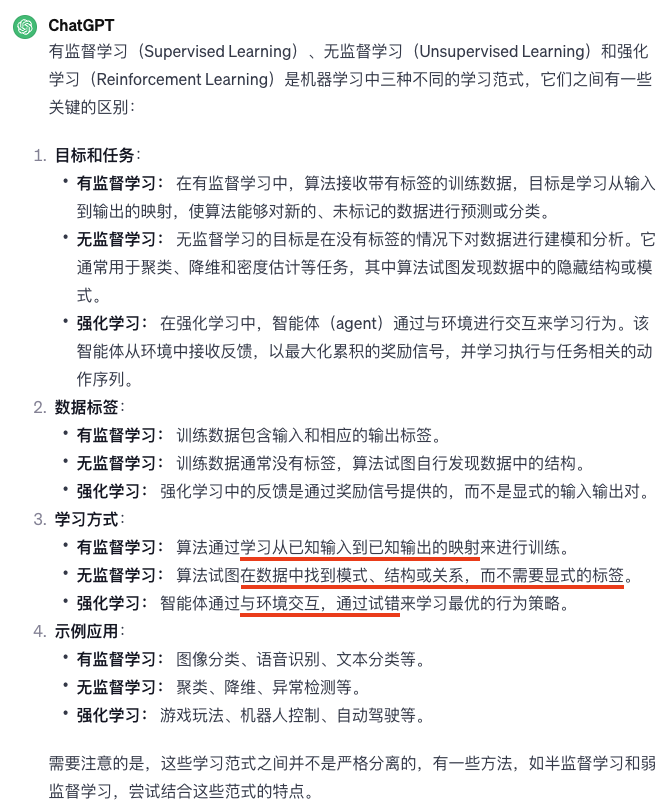 ChatGPT
有监督学习（Supervised Learning）、无监督学习（Unsupervised Learning）和强化
学习（Reinforcement Learning）是机器学习中三种不同的学习范式，它们之间有一些
关键的区别：
1. 目标和任务：
• 有监督学习： 在有监督学习中，算法接收带有标签的训练数据，目标是学习从输入
到输出的映射，使算法能够对新的、未标记的数据进行预测或分类。
• 无监督学习： 无监督学习的目标是在没有标签的情况下对数据进行建模和分析。它
通常用于聚类、降维和密度估计等任务，其中算法试图发现数据中的隐藏结构或模
式。
• 强化学习： 在强化学习中，智能体（agent）通过与环境进行交互来学习行为。该
智能体从环境中接收反馈，以最大化累积的奖励信号，并学习执行与任务相关的动
作序列。
2. 数据标签：
• 有监督学习： 训练数据包含输入和相应的输出标签。
• 无监督学习： 训练数据通常没有标签，算法试图自行发现数据中的结构。
• 强化学习： 强化学习中的反馈是通过奖励信号提供的，而不是显式的输入输出对。
3. 学习方式：
• 有监督学习： 算法通过学习从已知输入到已知输出的映射来进行训练。
• 无监督学习： 算法试图在数据中找到模式、结构或关系，而不需要显式的标签。
• 强化学习： 智能体通过与环境交互，通过试错来学习最优的行为策略。
4. 示例应用：
• 有监督学习： 图像分类、语音识别、文本分类等。
• 无监督学习： 聚类、降维、异常检测等。
• 强化学习： 游戏玩法、机器人控制、自动驾驶等。
需要注意的是，这些学习范式之间并不是严格分离的，有一些方法，如半监督学习和弱
监督学习，尝试结合这些范式的特点。